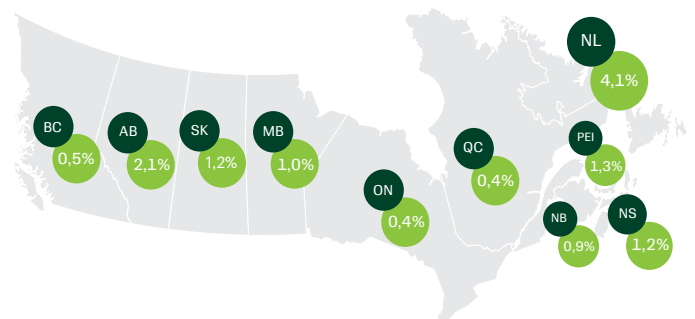 BC
0,5%
AB
2,1%
SK
1,2%
MB
1,0%
ON
0,4%
QC
0,4%
NL
4,1%
PEI
1,3%
NB
0,9%
NS
1,2%